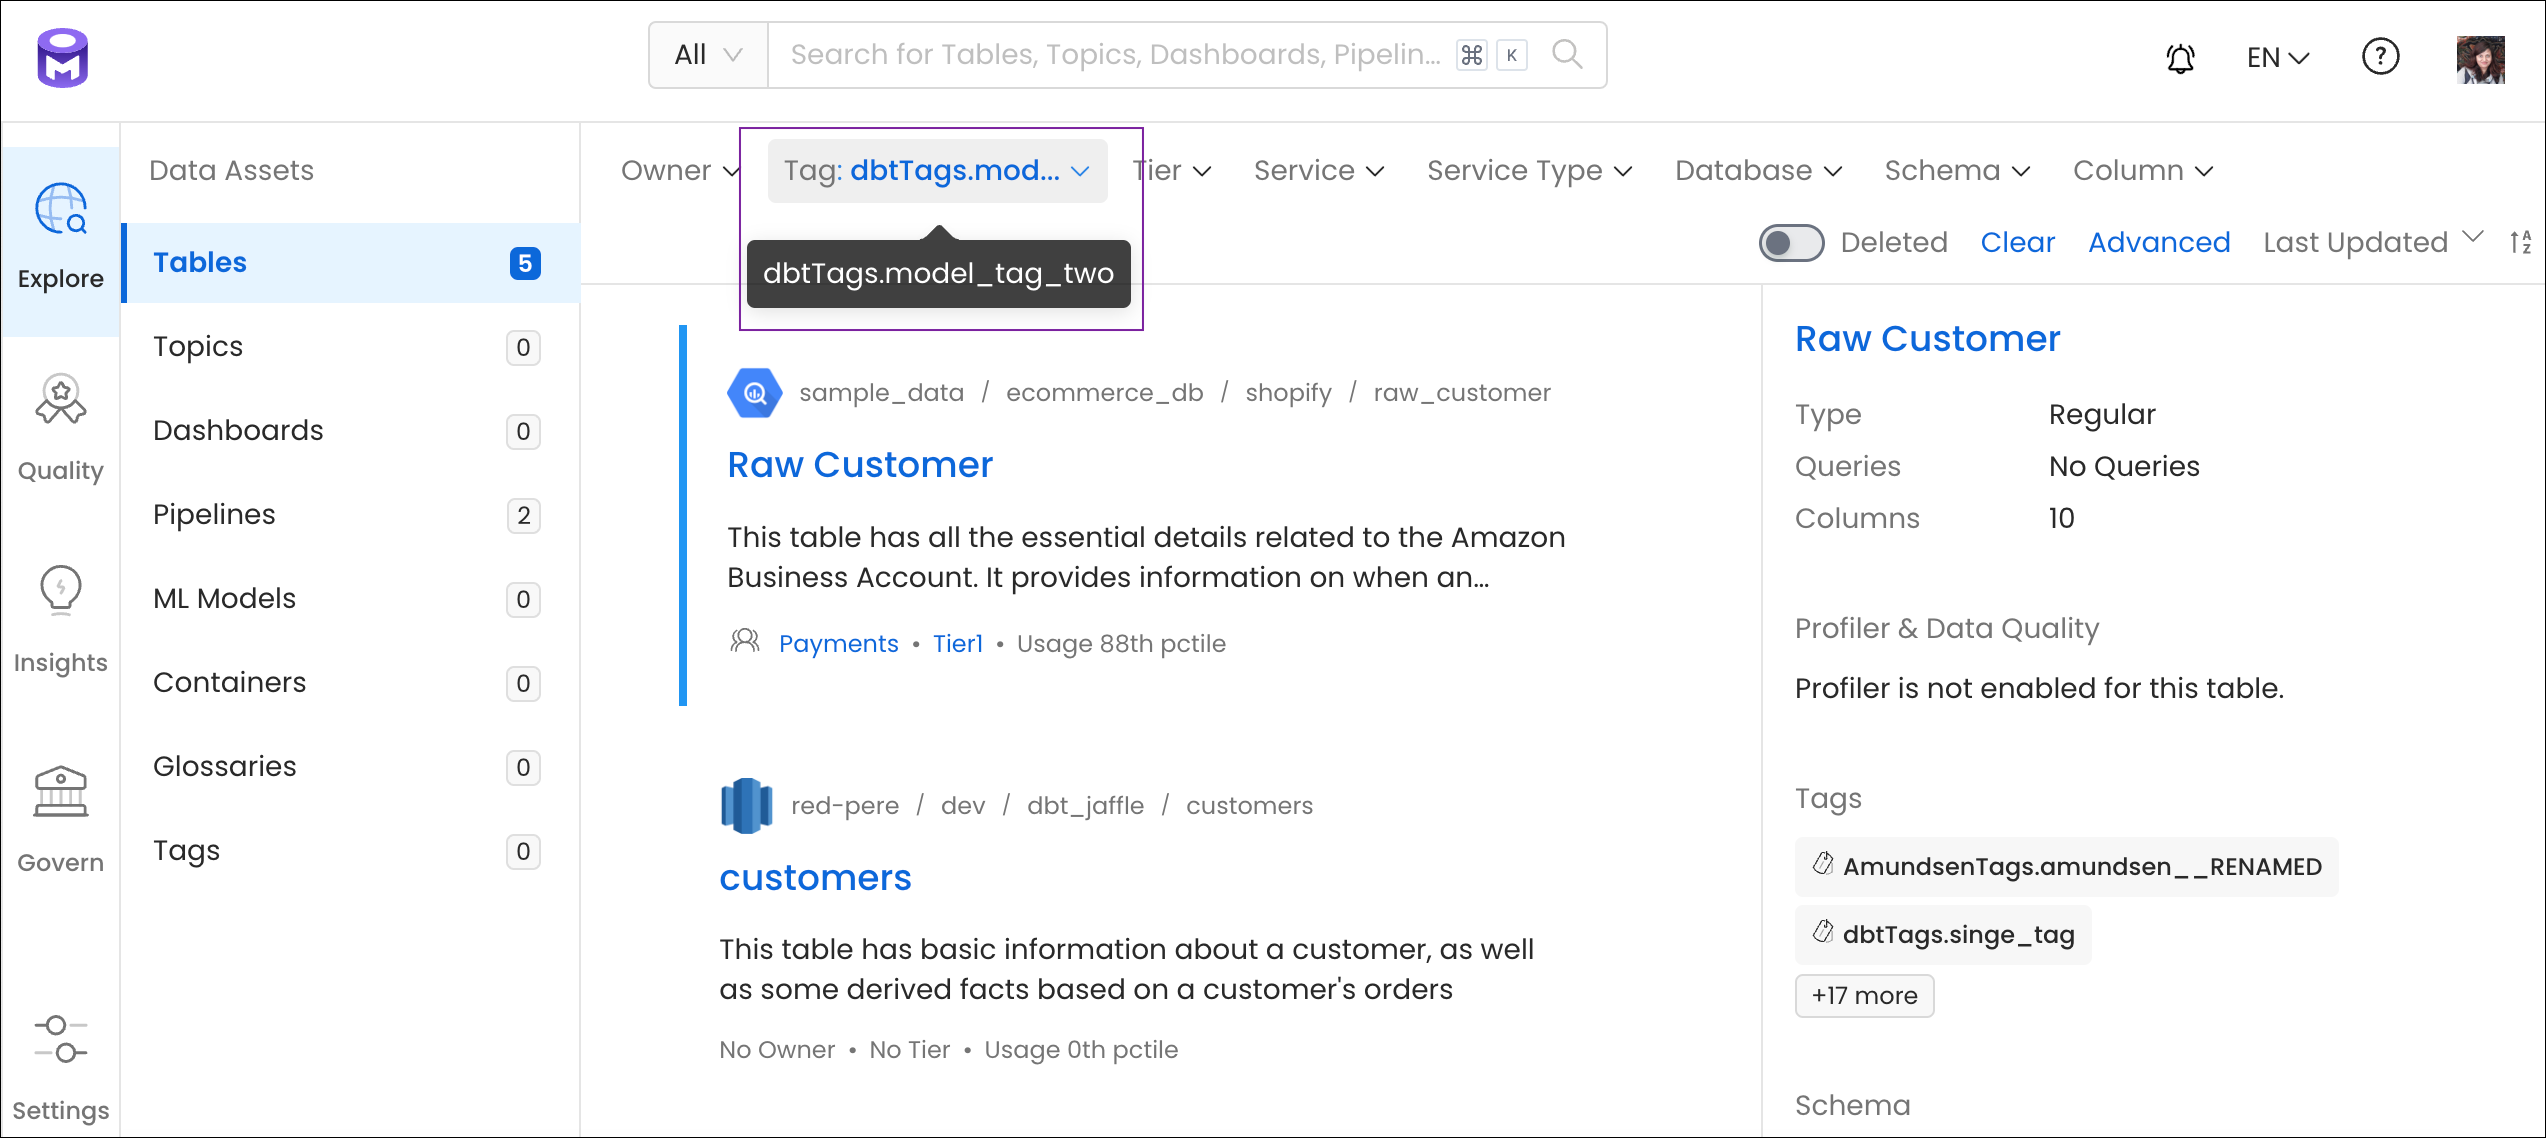 All
Search for Tables, Topics, Dashboards, Pipelin...
⌘ K
EN
Explore
Quality
Insights
Govern
Settings
Data Assets
Tables 5
Topics 0
Dashboards 0
Pipelines 2
ML Models 0
Containers 0
Glossaries 0
Tags 0
Owner Tag: dbtTags.mod... Tier Service Service Type Database Schema Column
dbtTags.model_tag_two
Deleted Clear Advanced Last Updated
sample_data / ecommerce_db / shopify / raw_customer
Raw Customer
This table has all the essential details related to the Amazon
Business Account. It provides information on when an...
Payments • Tier1 • Usage 88th pctile
red-pere / dev / dbt_jaffle / customers
customers
This table has basic information about a customer, as well
as some derived facts based on a customer's orders
No Owner • No Tier • Usage 0th pctile
Raw Customer
Type Regular
Queries No Queries
Columns 10
Profiler & Data Quality
Profiler is not enabled for this table.
Tags
AmundsenTags.amundsen__RENAMED
dbtTags.singe_tag
+17 more
Schema